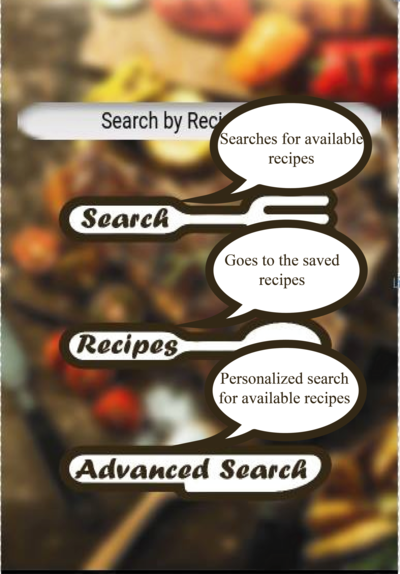 Search by Reci
Searches for available
recipes
Search
Goes to the saved
recipes
Recipes
Personalized search
for available recipes
Advanced Search